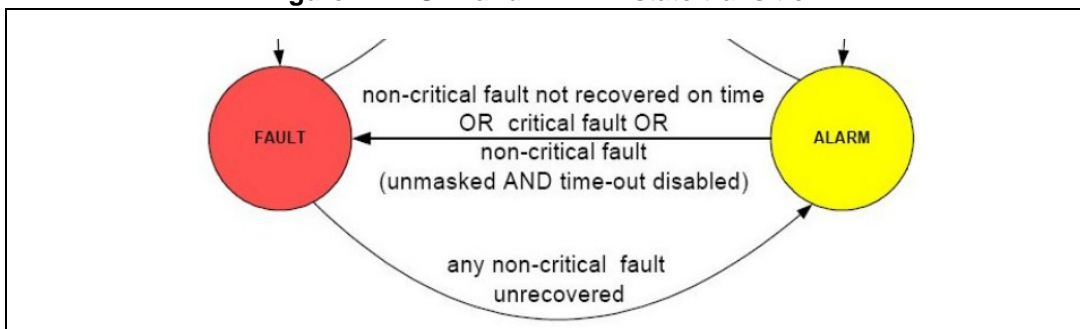 non-critical fault not recovered on time
OR critical fault OR
FAULT
ALARM
non-critical fault
(unmasked AND time-out disabled)
any non-critical fault
unrecovered